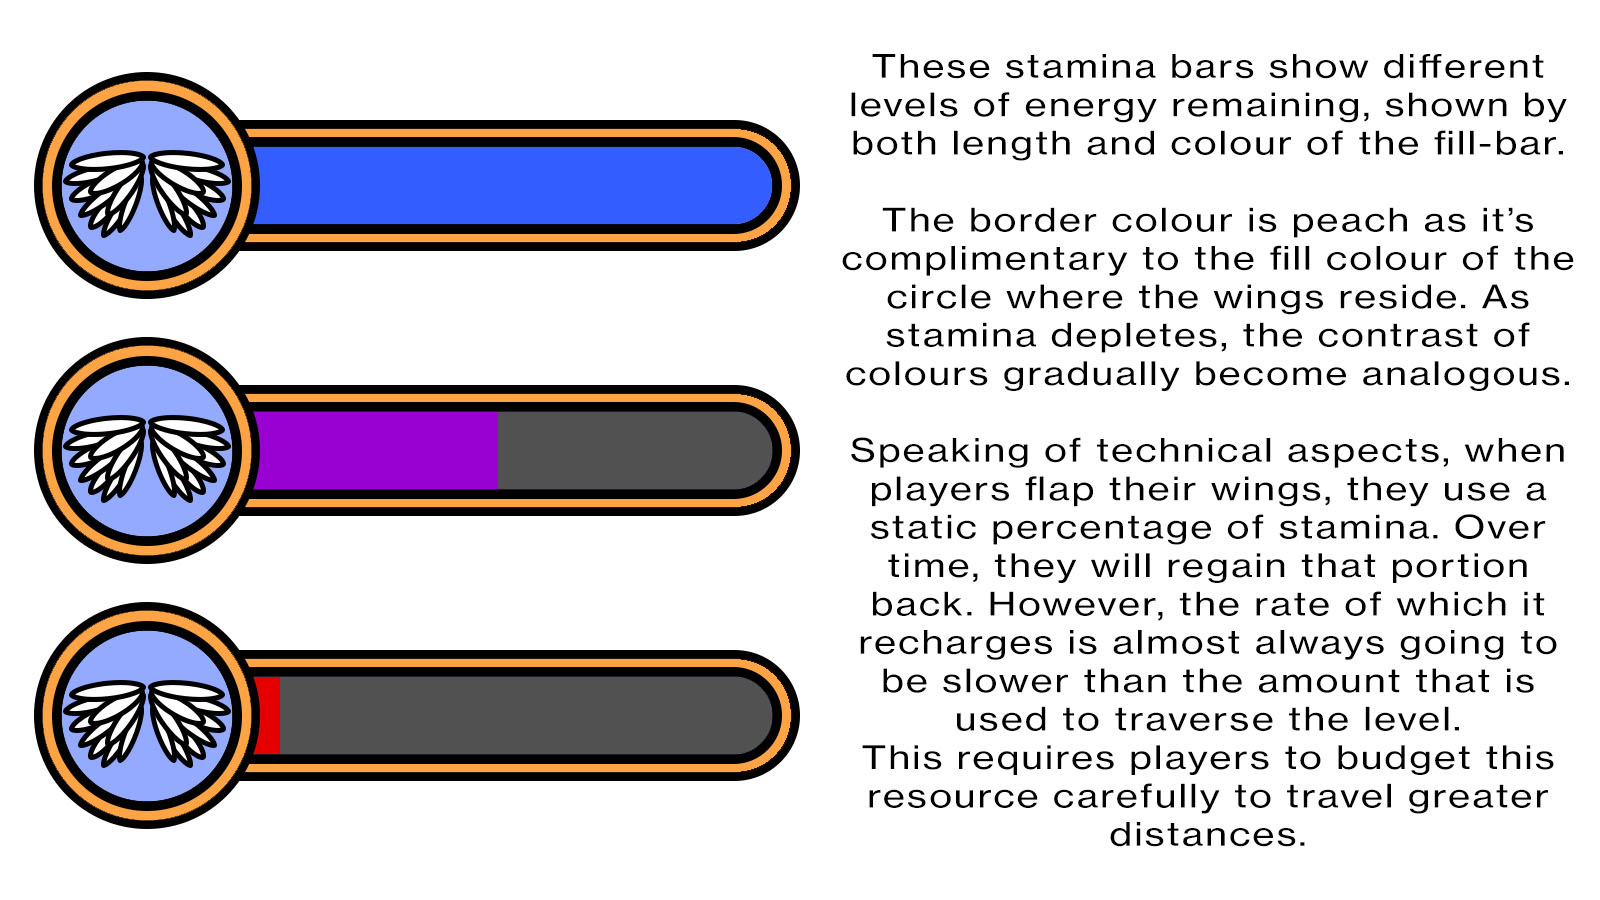 These stamina bars show different
levels of energy remaining, shown by
both length and colour of the fill-bar.
The border colour is peach as it’s
complimentary to the fill colour of the
circle where the wings reside. As
stamina depletes, the contrast of
colours gradually become analogous.
Speaking of technical aspects, when
players flap their wings, they use a
static percentage of stamina. Over
time, they will regain that portion
back. However, the rate of which it
recharges is almost always going to
be slower than the amount that is
used to traverse the level.
This requires players to budget this
resource carefully to travel greater
distances.